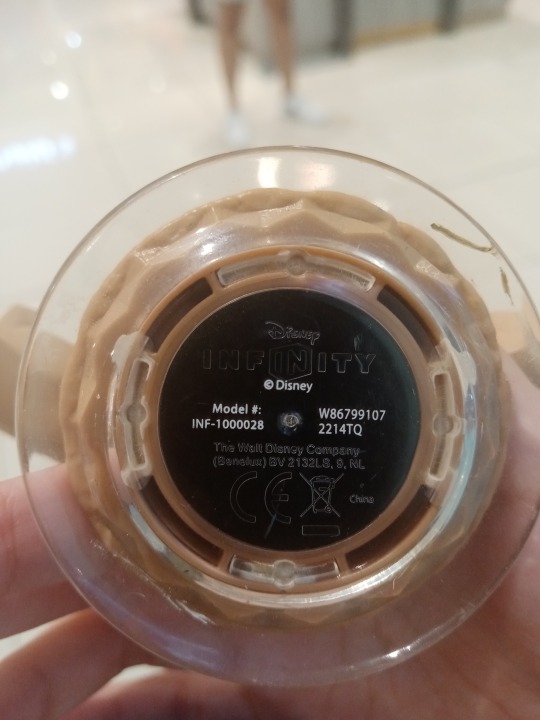 Disney
INFINITY
© Disney
Model #:
INF-1000028
W86799107
2214TQ
The Walt Disney Company
(Benelux) BV 2132LS, 9, NL
CE
China